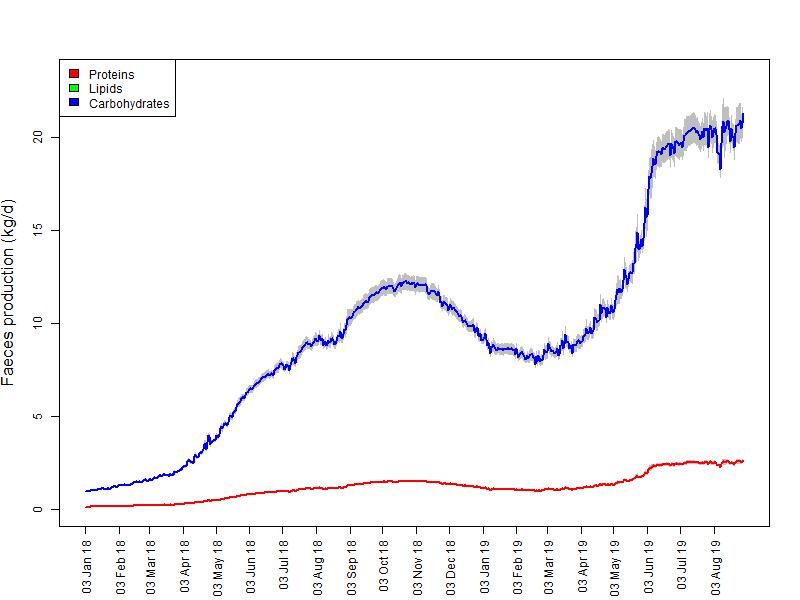 Proteins
Lipids
Carbohydrates
Faeces production (kg/d)
20
15
10
5
0
03 Jan 18
03 Feb 18
03 Mar 18
03 Apr 18
03 May 18
03 Jun 18
03 Jul 18
03 Aug 18
03 Sep 18
03 Oct 18
03 Nov 18
03 Dec 18
03 Jan 19
03 Feb 19
03 Mar 19
03 Apr 19
03 May 19
03 Jun 19
03 Jul 19
03 Aug 19